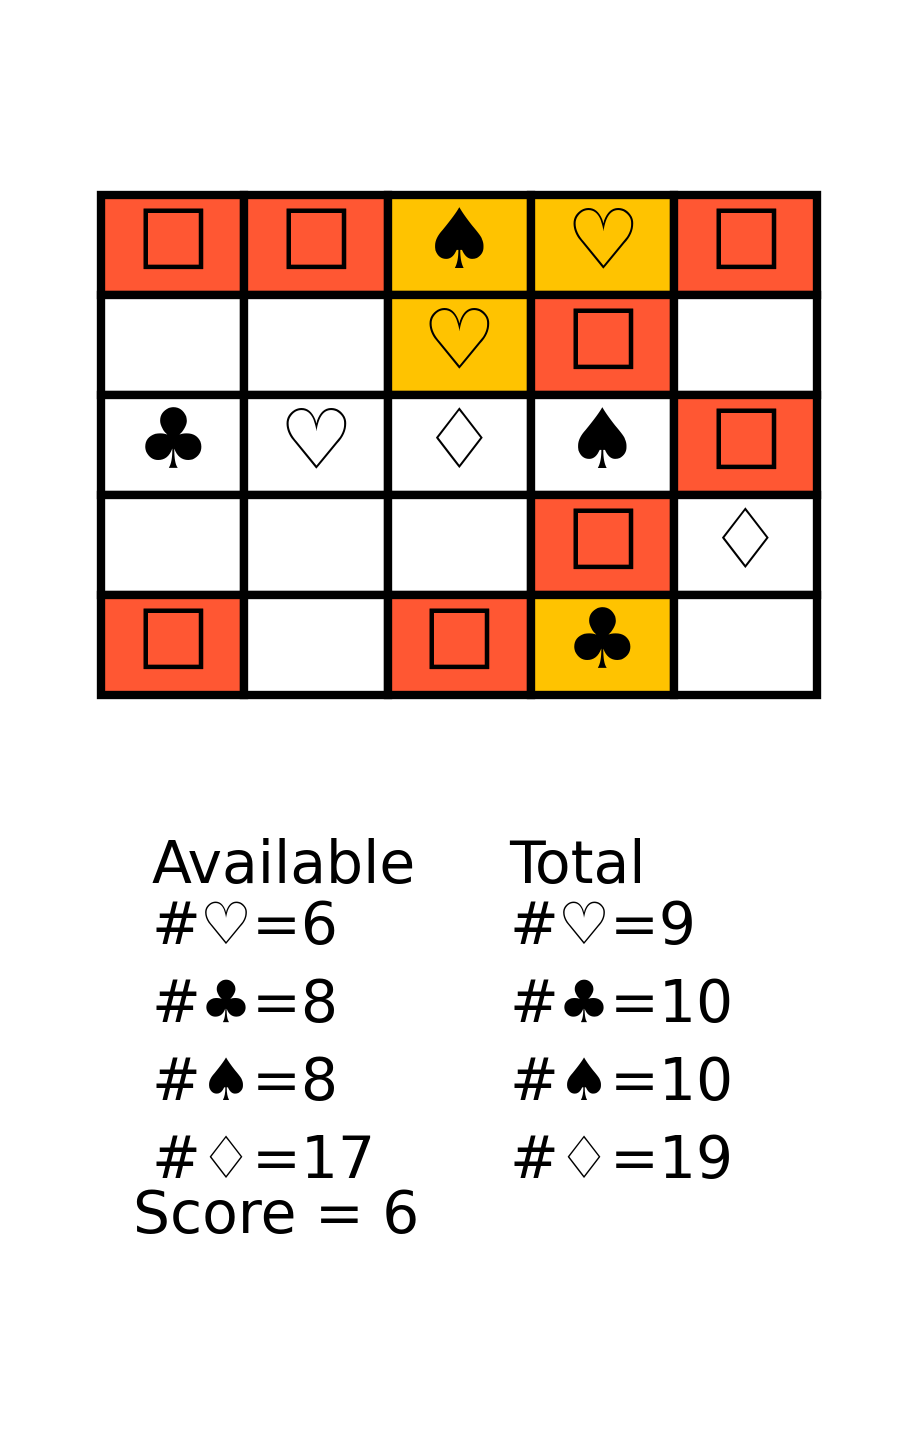 □ □ ♠ ♡ □
♡ □
♣ ♡ ♢ ♠ □
□ ♢
□ □ ♣
Available Total
#♡=6 #♡=9
#♣=8 #♣=10
#♠=8 #♠=10
#♢=17 #♢=19
Score = 6